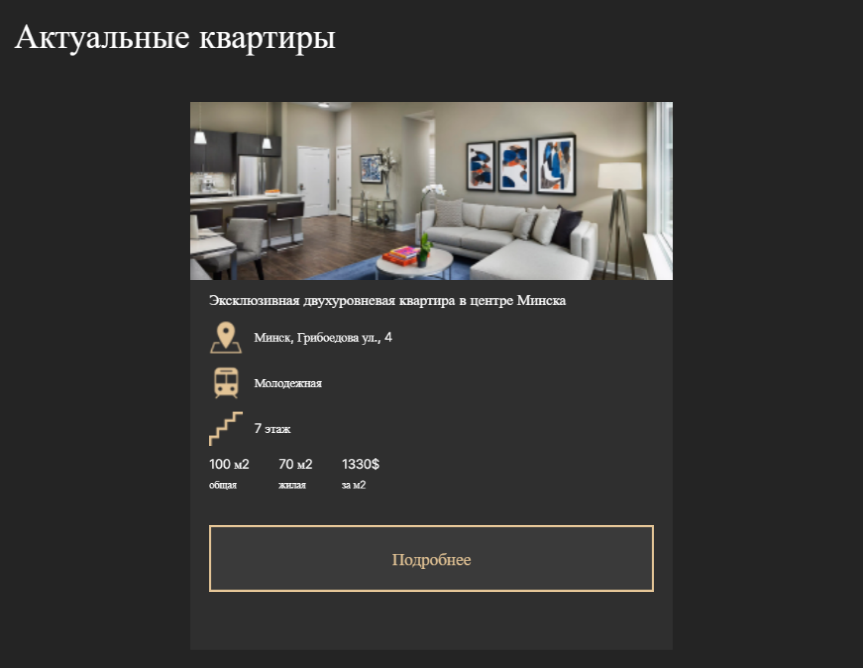 Актуальные квартиры
Эксклюзивная двухуровневая квартира в центре Минска
Минск, Грибоедова ул., 4
Молодежная
7 этаж
100 м2 70 м2 1330$
общая жилая за м2
Подробнее